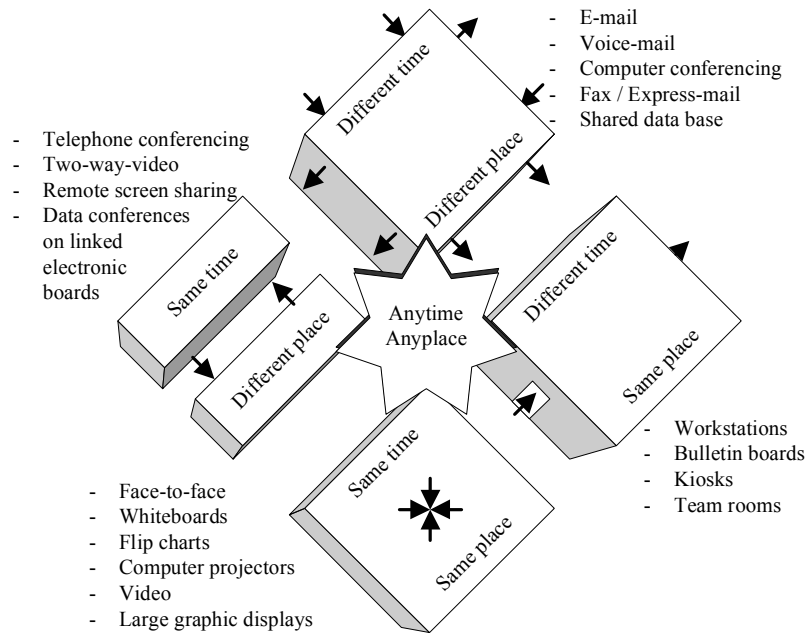 - E-mail
- Voice-mail
- Computer conferencing
- Fax / Express-mail
- Shared data base
Different time
Different place
- Telephone conferencing
- Two-way-video
- Remote screen sharing
- Data conferences
on linked
electronic
boards
Same time
Different place
Anytime
Anyplace
Different time
Same place
- Workstations
- Bulletin boards
- Kiosks
- Team rooms
Same time
Same place
- Face-to-face
- Whiteboards
- Flip charts
- Computer projectors
- Video
- Large graphic displays